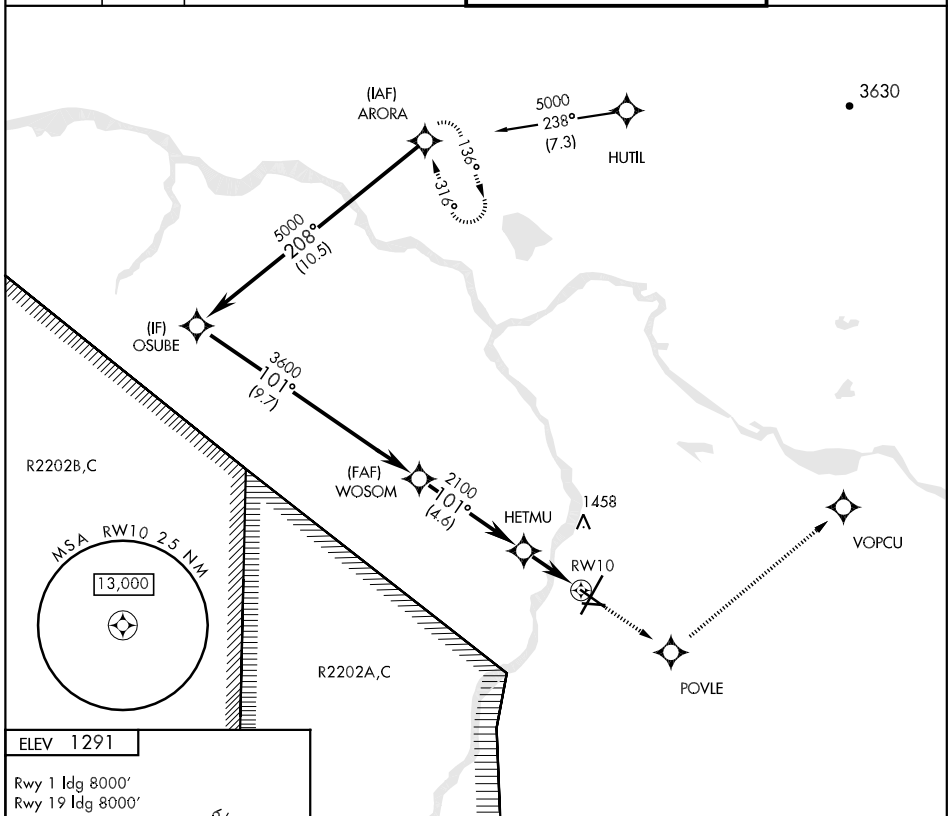 3630
(IAF)
ARORA
5000
238°
(7.3)
HUTIL
136°
316°
5000
208°
(10.5)
(IF)
OSUBE
3600
101°
(9.7)
R2202B,C
(FAF)
WOSOM
2100
101°
(4.6)
HETMU
1458
VOPCU
MSA RW10 25 NM
13,000
RW10
R2202A,C
POVLE
ELEV 1291
Rwy 1 ldg 8000'
Rwy 19 ldg 8000'